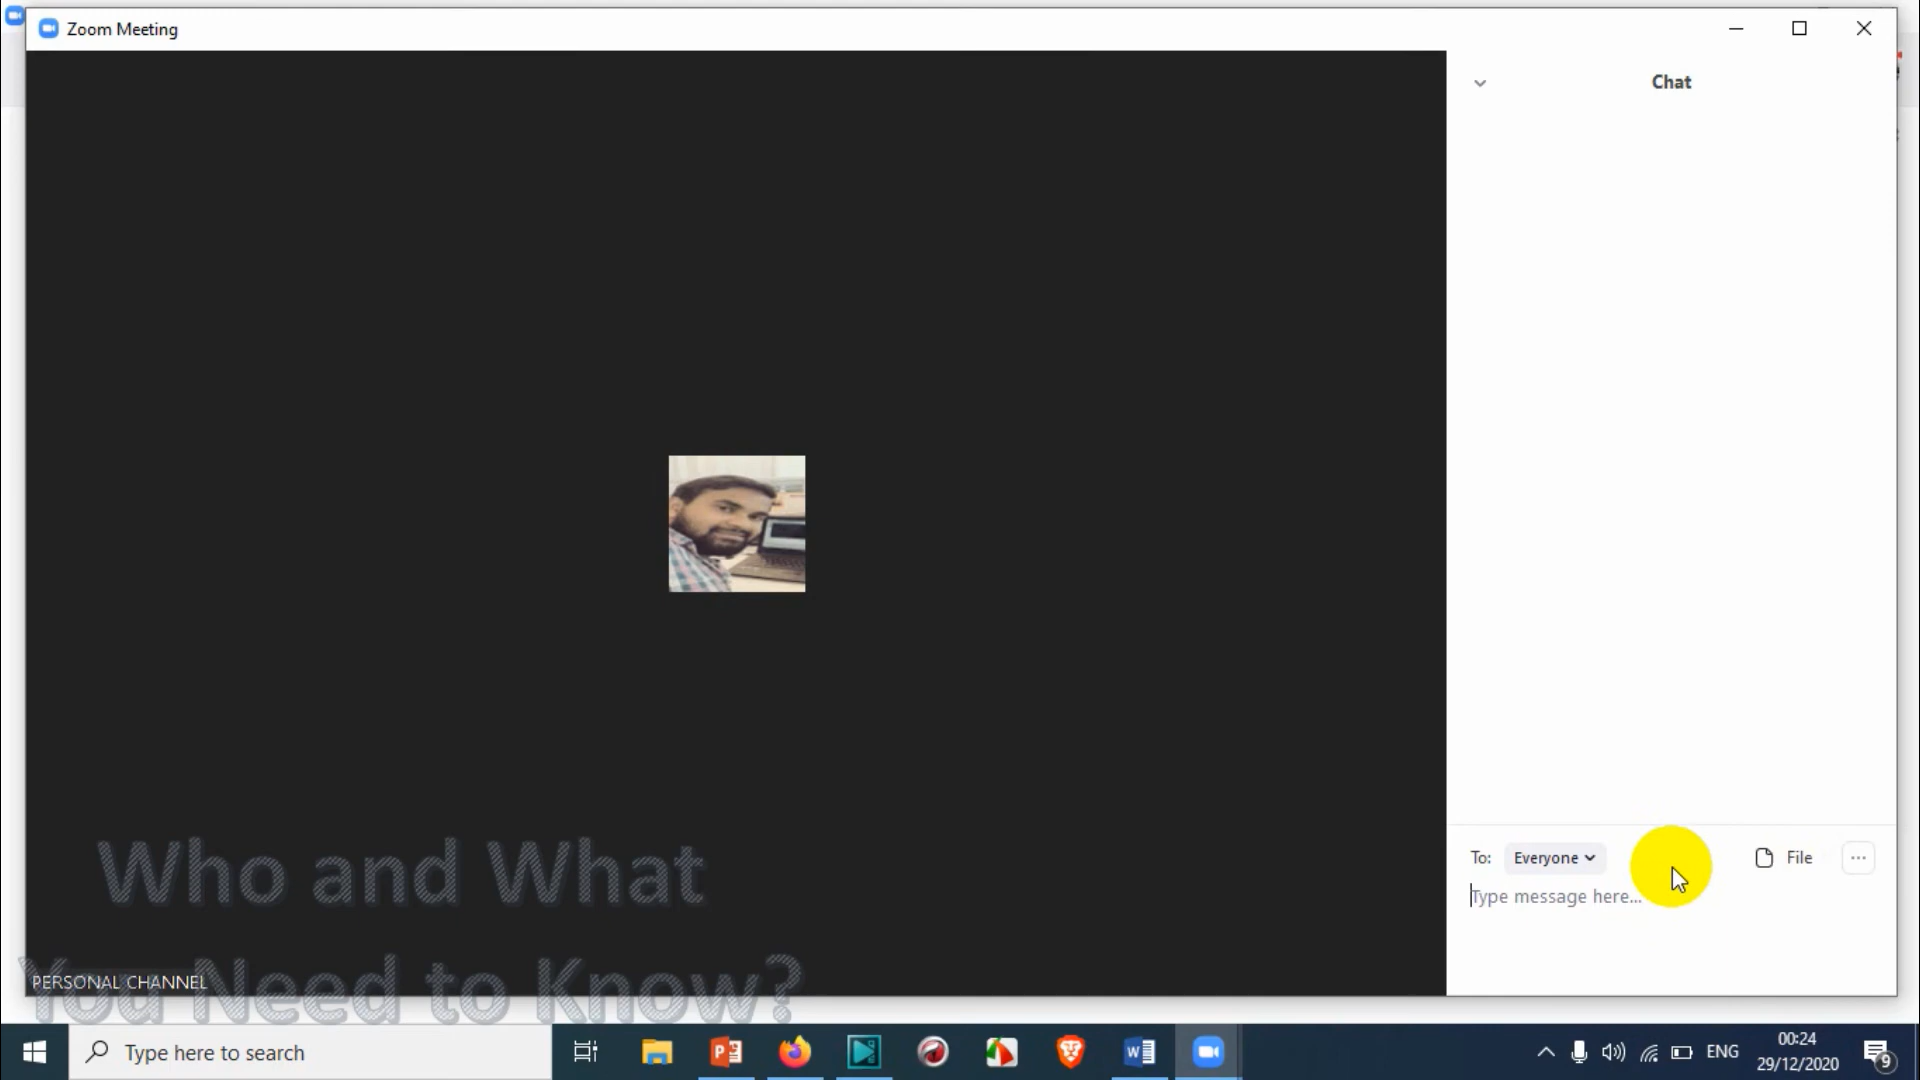 Zoom Meeting
Chat
To: Everyone
File
Type message here...
Who and What
You Need to Know?
PERSONAL CHANNEL
Type here to search
ENG
00:24
29/12/2020
9